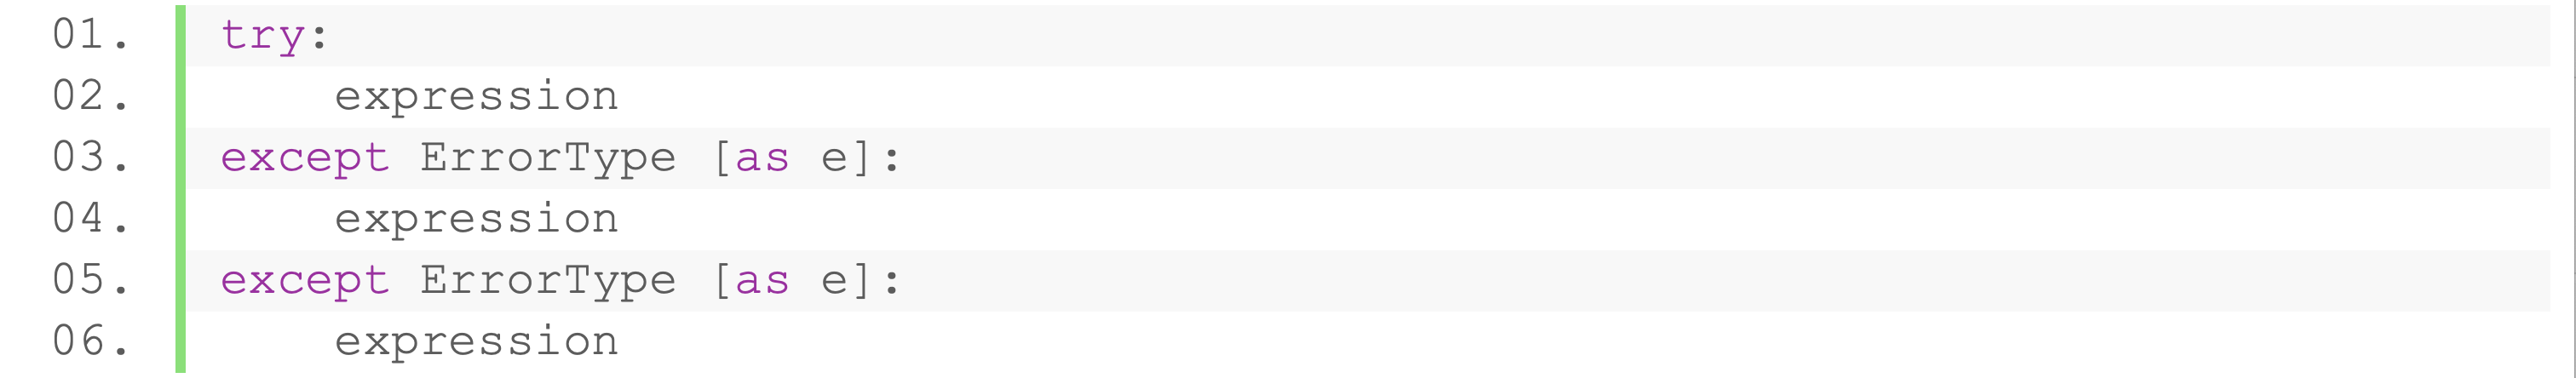 01. try:
02.     expression
03. except ErrorType [as e]:
04.     expression
05. except ErrorType [as e]:
06.     expression